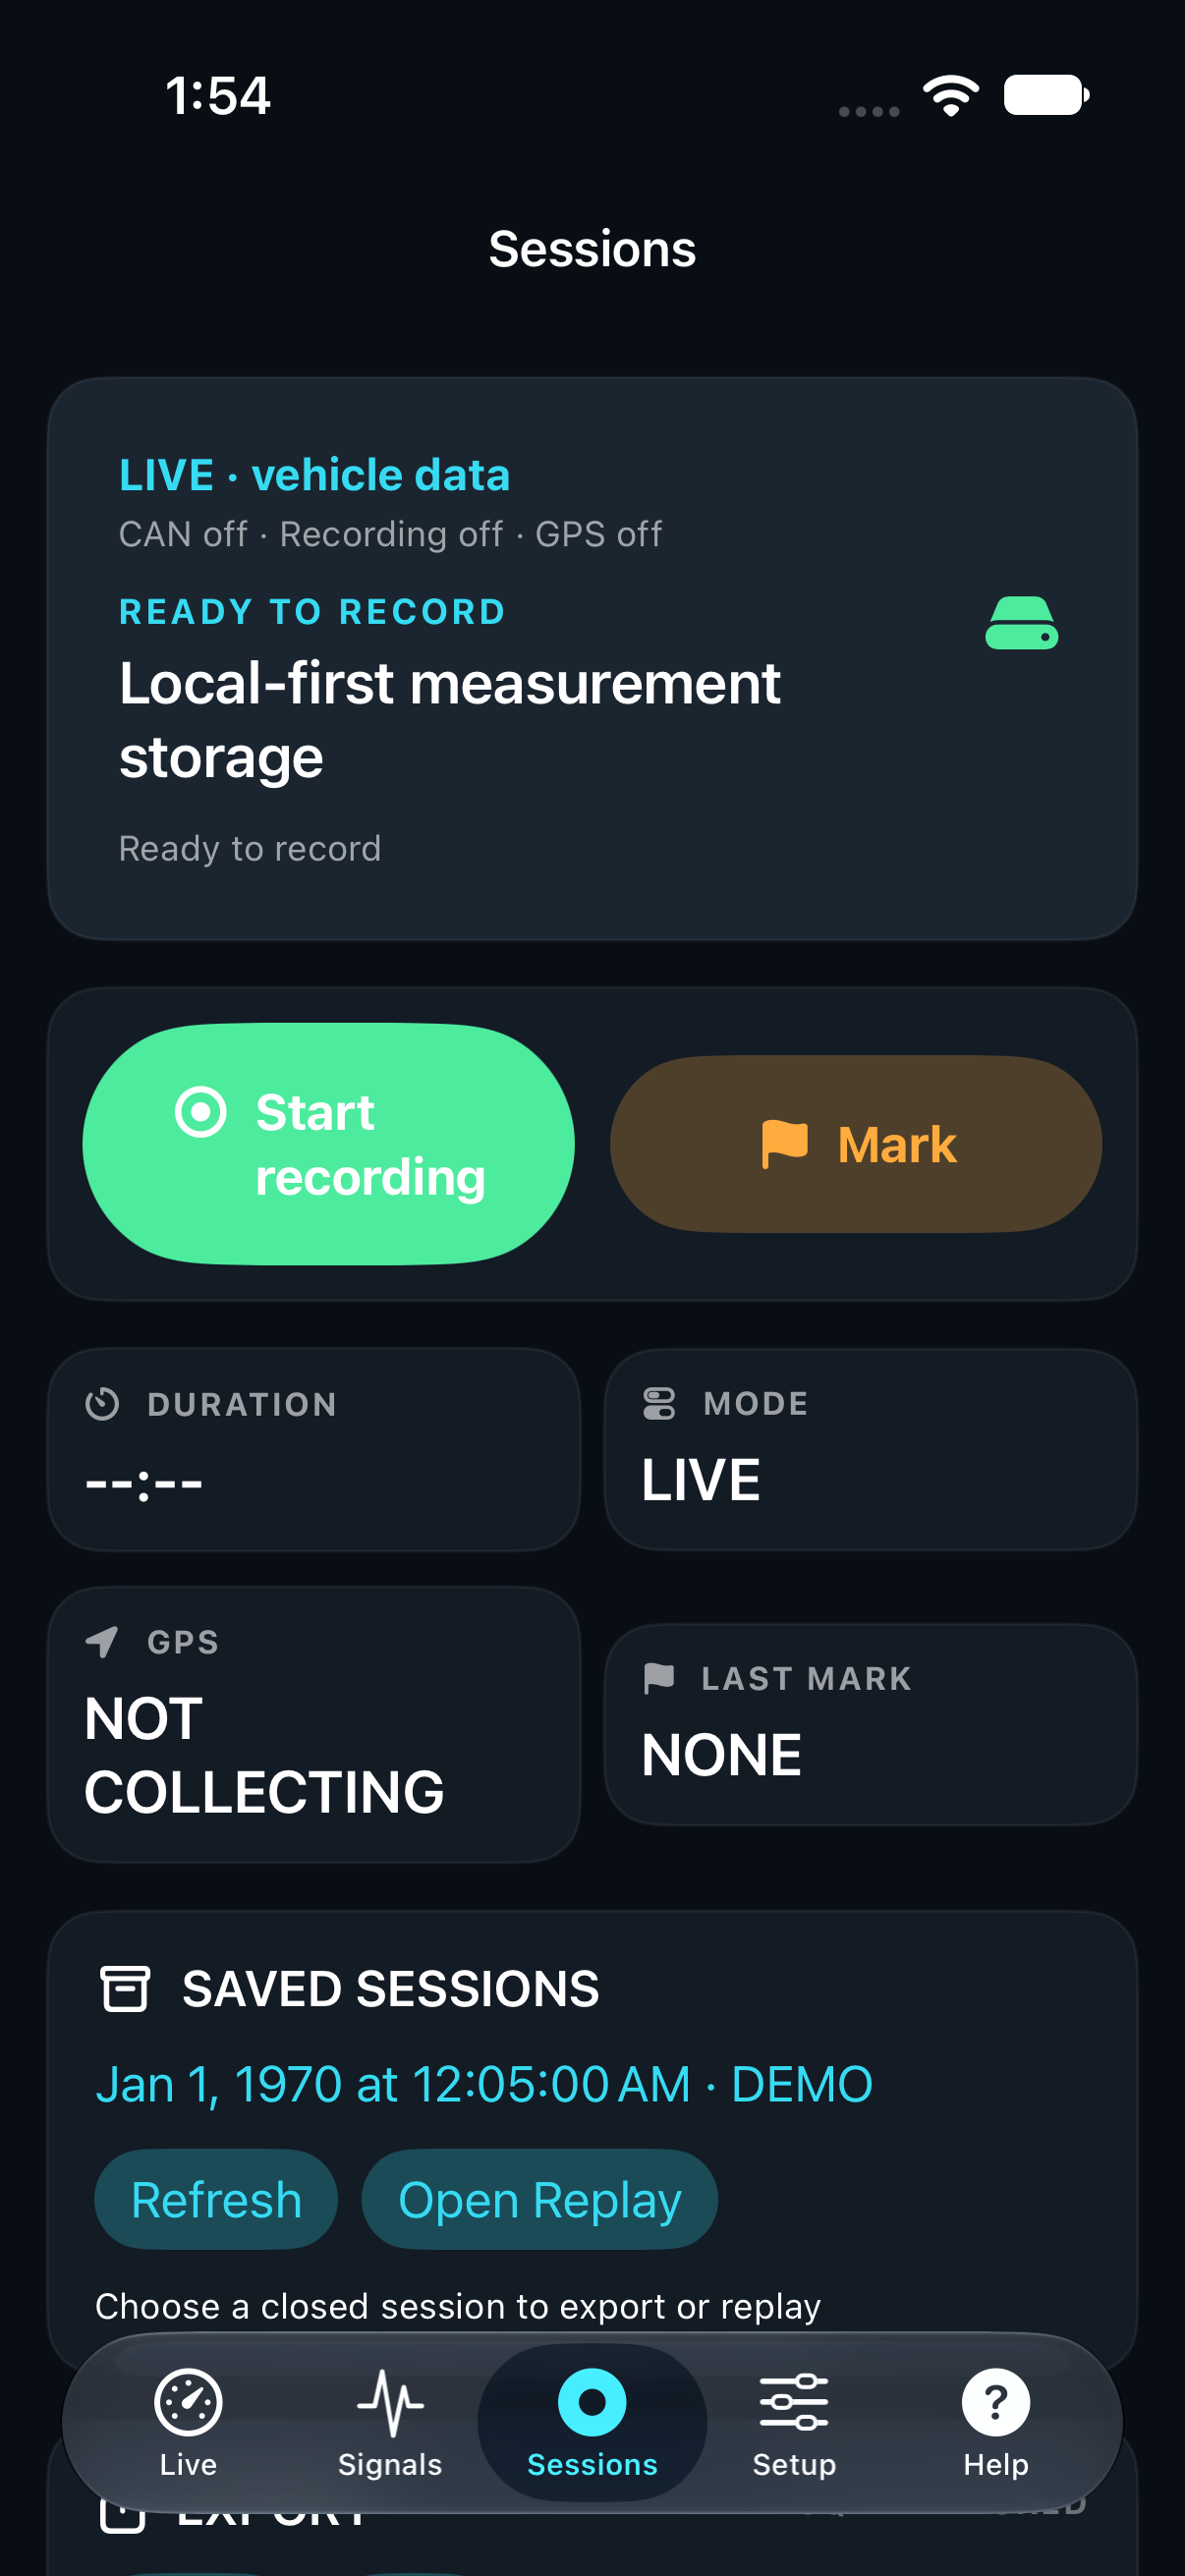 1:54
Sessions
LIVE · vehicle data
CAN off · Recording off · GPS off
READY TO RECORD
Local-first measurement
storage
Ready to record
Start
recording
Mark
DURATION
--:--
MODE
LIVE
GPS
NOT
COLLECTING
LAST MARK
NONE
SAVED SESSIONS
Jan 1, 1970 at 12:05:00 AM · DEMO
Refresh
Open Replay
Choose a closed session to export or replay
Live
Signals
Sessions
Setup
Help
EXPORT